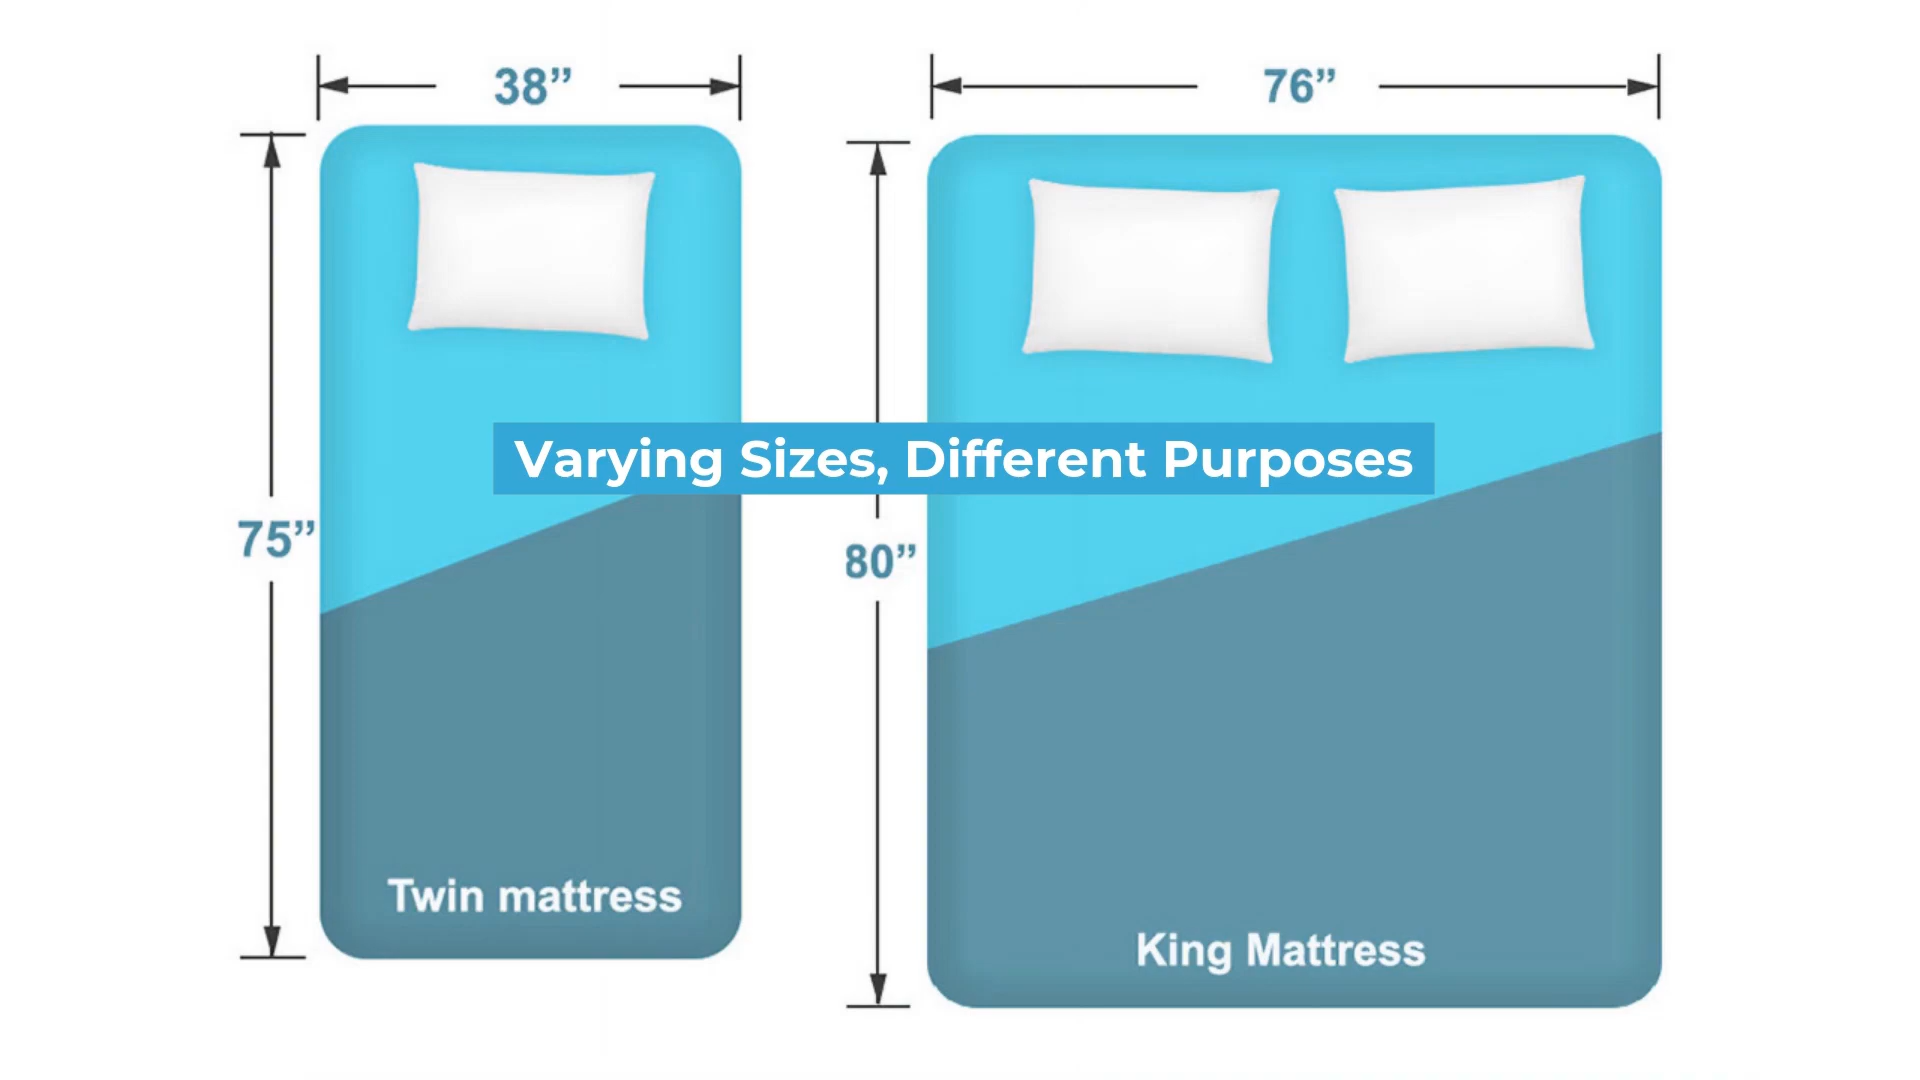 38”
76”
Varying Sizes, Different Purposes
75”
80”
Twin mattress
King Mattress